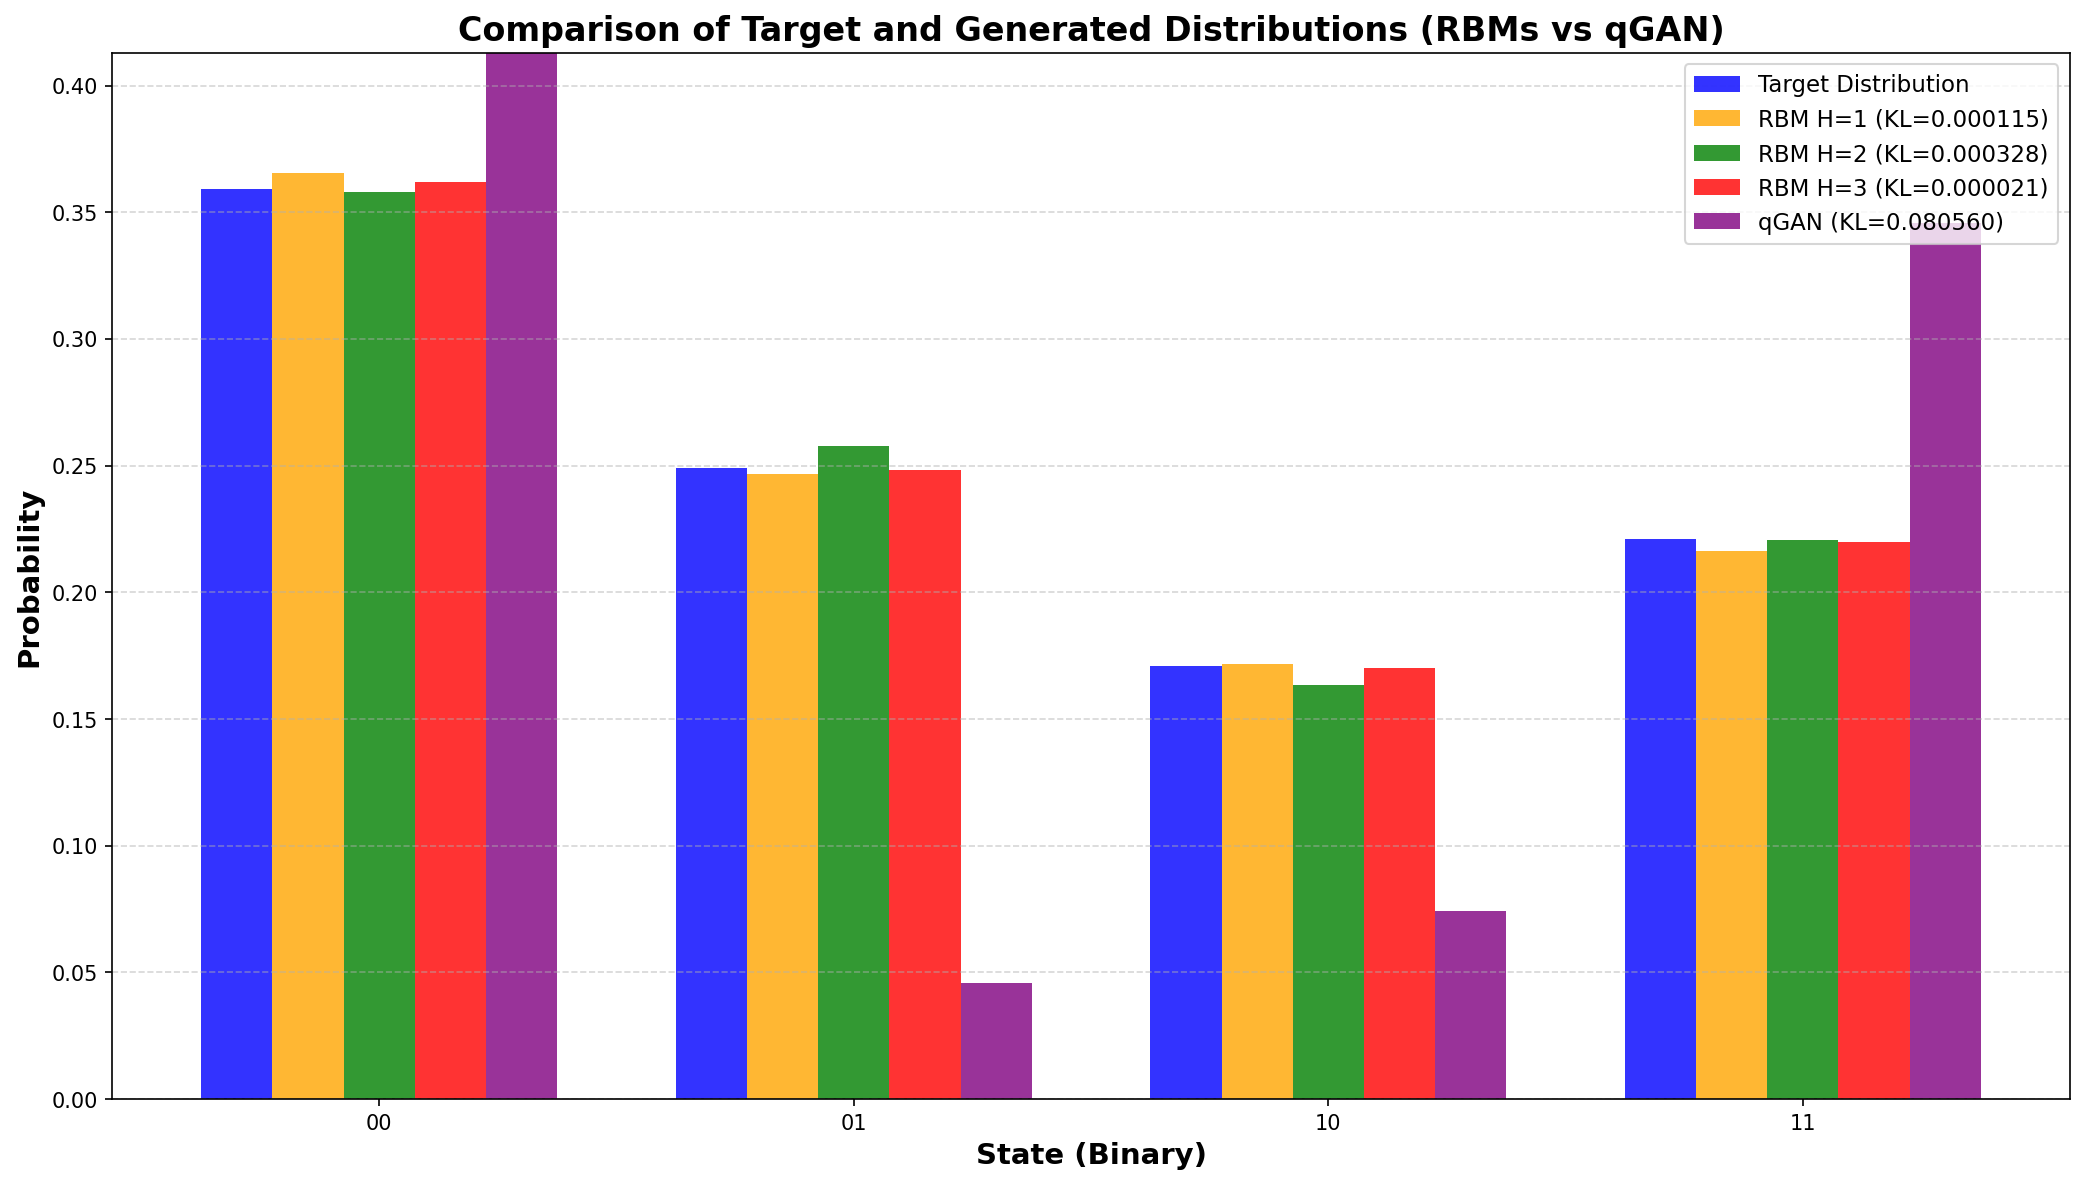 Comparison of Target and Generated Distributions (RBMs vs qGAN)
Target Distribution
RBM H=1 (KL=0.000115)
RBM H=2 (KL=0.000328)
RBM H=3 (KL=0.000021)
qGAN (KL=0.080560)
Probability
0.40
0.35
0.30
0.25
0.20
0.15
0.10
0.05
0.00
00 01 10 11
State (Binary)